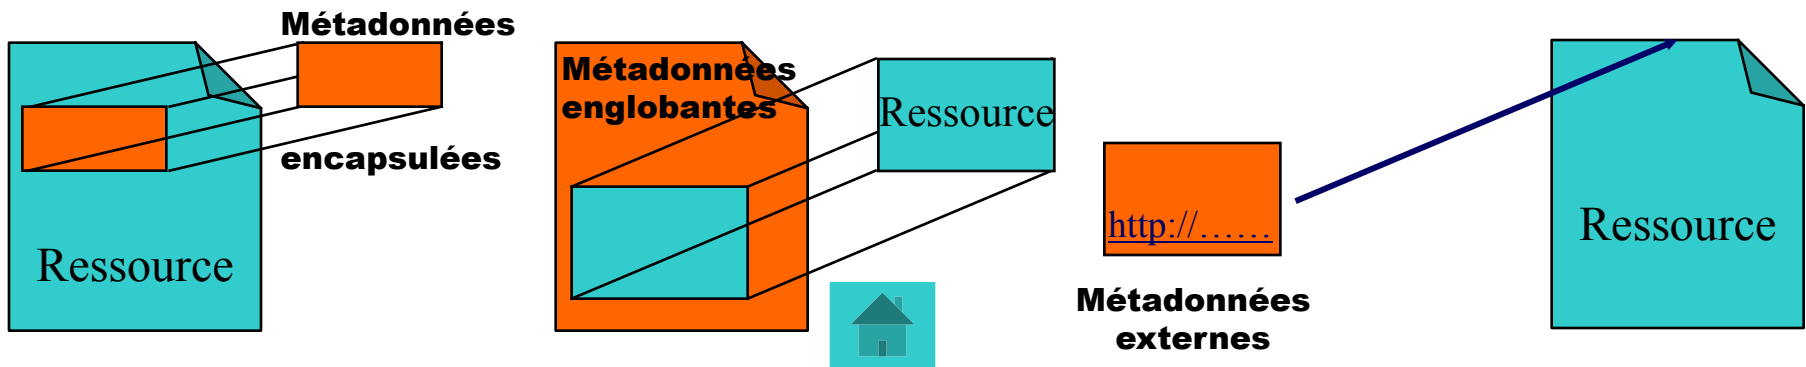 Métadonnées
encapsulées
Ressource
Métadonnées
englobantes
Ressource
http://……
Métadonnées
externes
Ressource